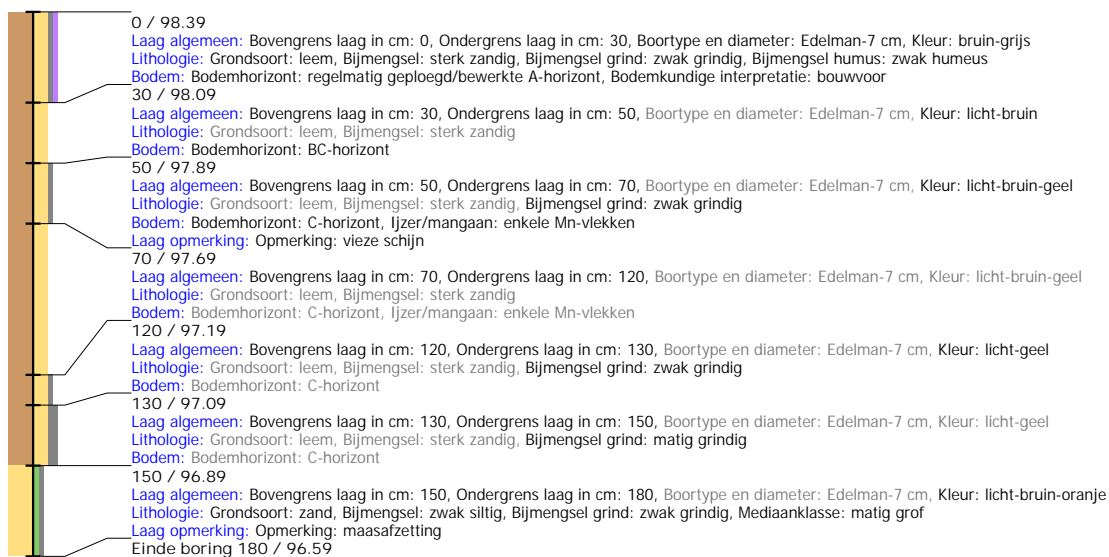 0 / 98.39
Laag algemeen: Bovengrens laag in cm: 0, Ondergrens laag in cm: 30, Boortype en diameter: Edelman-7 cm, Kleur: bruin-grijs
Lithologie: Grondsoort: leem, Bijmengsel: sterk zandig, Bijmengsel grind: zwak grindig, Bijmengsel humus: zwak humeus
Bodem: Bodemhorizont: regelmatig geploegd/bewerkte A-horizont, Bodemkundige interpretatie: bouwvoor
30 / 98.09
Laag algemeen: Bovengrens laag in cm: 30, Ondergrens laag in cm: 50, Boortype en diameter: Edelman-7 cm, Kleur: licht-bruin
Lithologie: Grondsoort: leem, Bijmengsel: sterk zandig
Bodem: Bodemhorizont: BC-horizont
50 / 97.89
Laag algemeen: Bovengrens laag in cm: 50, Ondergrens laag in cm: 70, Boortype en diameter: Edelman-7 cm, Kleur: licht-bruin-geel
Lithologie: Grondsoort: leem, Bijmengsel: sterk zandig, Bijmengsel grind: zwak grindig
Bodem: Bodemhorizont: C-horizont, Ijzer/mangaan: enkele Mn-vlekken
Laag opmerking: Opmerking: vieze schijn
70 / 97.69
Laag algemeen: Bovengrens laag in cm: 70, Ondergrens laag in cm: 120, Boortype en diameter: Edelman-7 cm, Kleur: licht-bruin-geel
Lithologie: Grondsoort: leem, Bijmengsel: sterk zandig
Bodem: Bodemhorizont: C-horizont, Ijzer/mangaan: enkele Mn-vlekken
120 / 97.19
Laag algemeen: Bovengrens laag in cm: 120, Ondergrens laag in cm: 130, Boortype en diameter: Edelman-7 cm, Kleur: licht-geel
Lithologie: Grondsoort: leem, Bijmengsel: sterk zandig, Bijmengsel grind: zwak grindig
Bodem: Bodemhorizont: C-horizont
130 / 97.09
Laag algemeen: Bovengrens laag in cm: 130, Ondergrens laag in cm: 150, Boortype en diameter: Edelman-7 cm, Kleur: licht-geel
Lithologie: Grondsoort: leem, Bijmengsel: sterk zandig, Bijmengsel grind: matig grindig
Bodem: Bodemhorizont: C-horizont
150 / 96.89
Laag algemeen: Bovengrens laag in cm: 150, Ondergrens laag in cm: 180, Boortype en diameter: Edelman-7 cm, Kleur: licht-bruin-oranje
Lithologie: Grondsoort: zand, Bijmengsel: zwak siltig, Bijmengsel grind: zwak grindig, Mediaanklasse: matig grof
Laag opmerking: Opmerking: maasafzetting
Einde boring 180 / 96.59